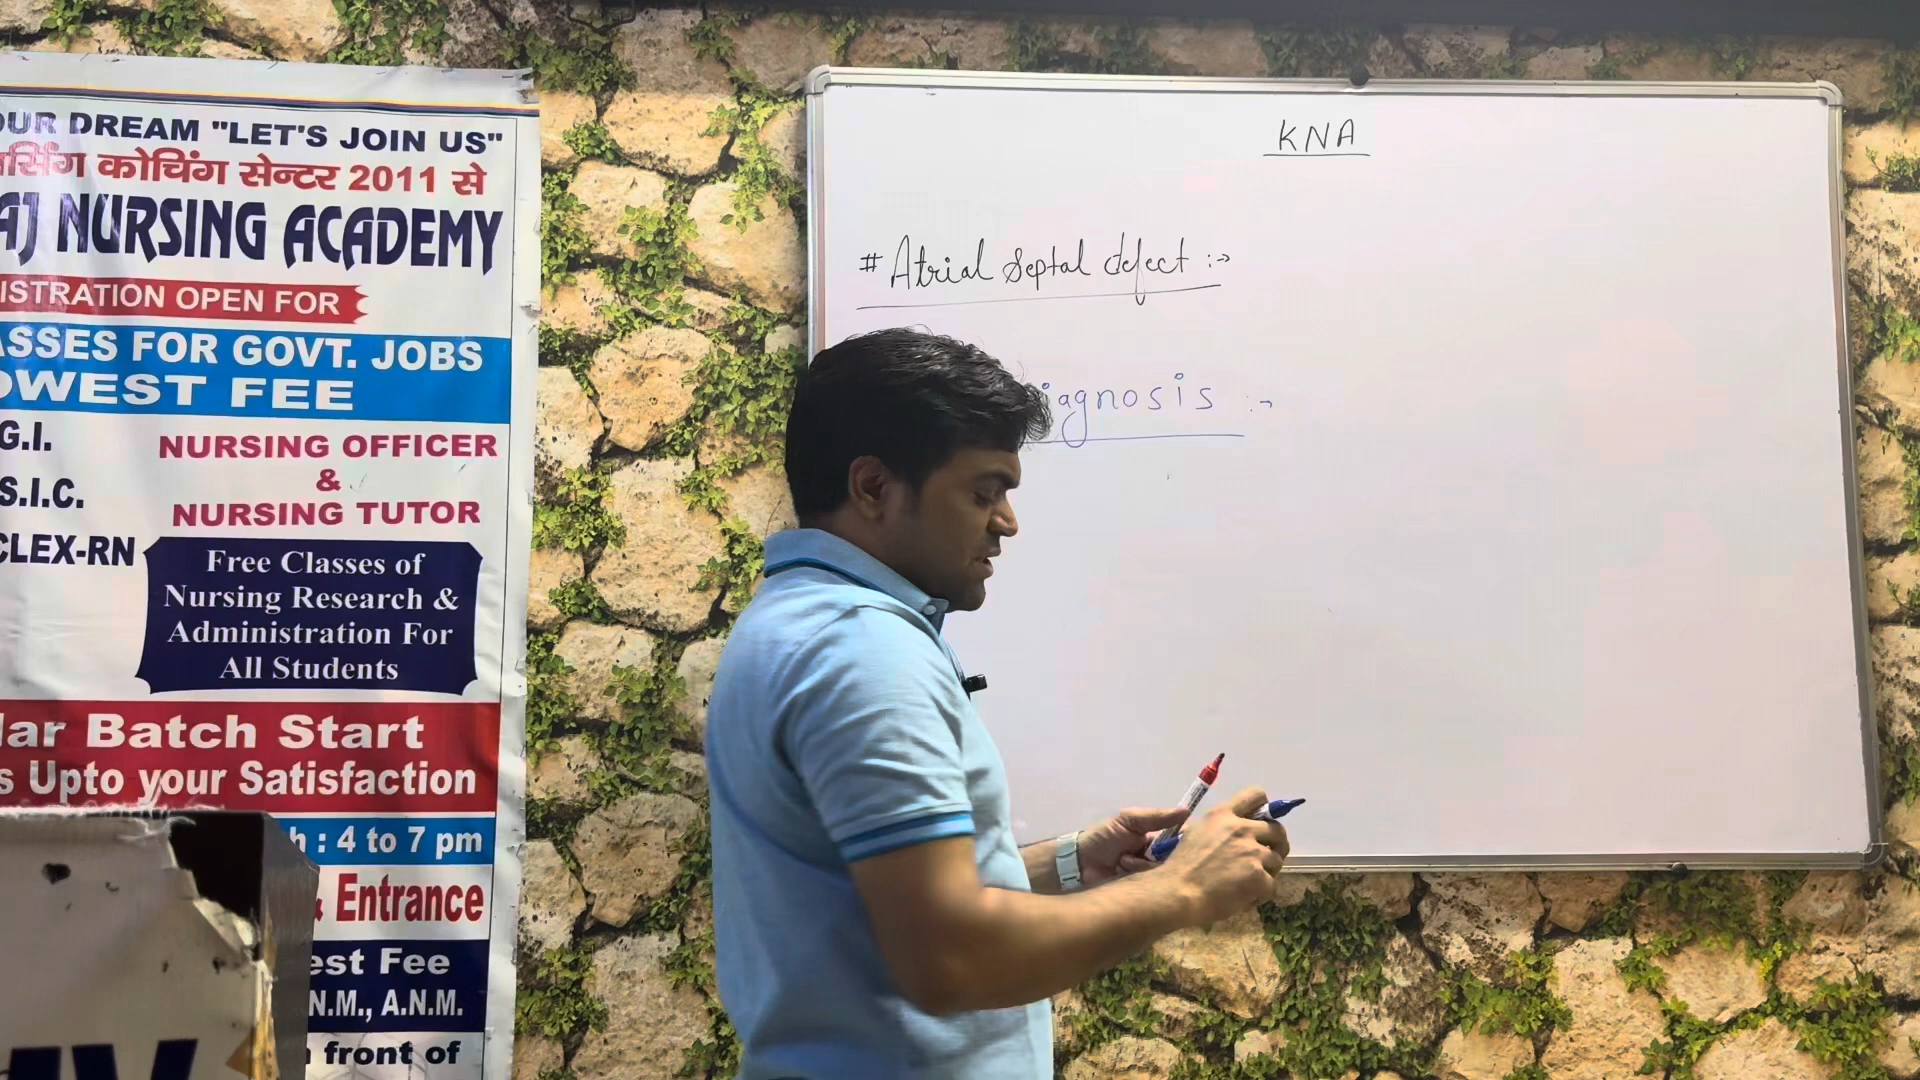 OUR DREAM "LET'S JOIN US"
र्सिंग कोचिंग सेन्टर 2011 से
AJ NURSING ACADEMY
ISTRATION OPEN FOR
ASSES FOR GOVT. JOBS
OWEST FEE
G.I.
NURSING OFFICER
&
S.I.C.
NURSING TUTOR
CLEX-RN
Free Classes of
Nursing Research &
Administration For
All Students
lar Batch Start
s Upto your Satisfaction
h : 4 to 7 pm
& Entrance
est Fee
N.M., A.N.M.
front of
KNA
# Atrial Septal defect :→
iagnosis :→